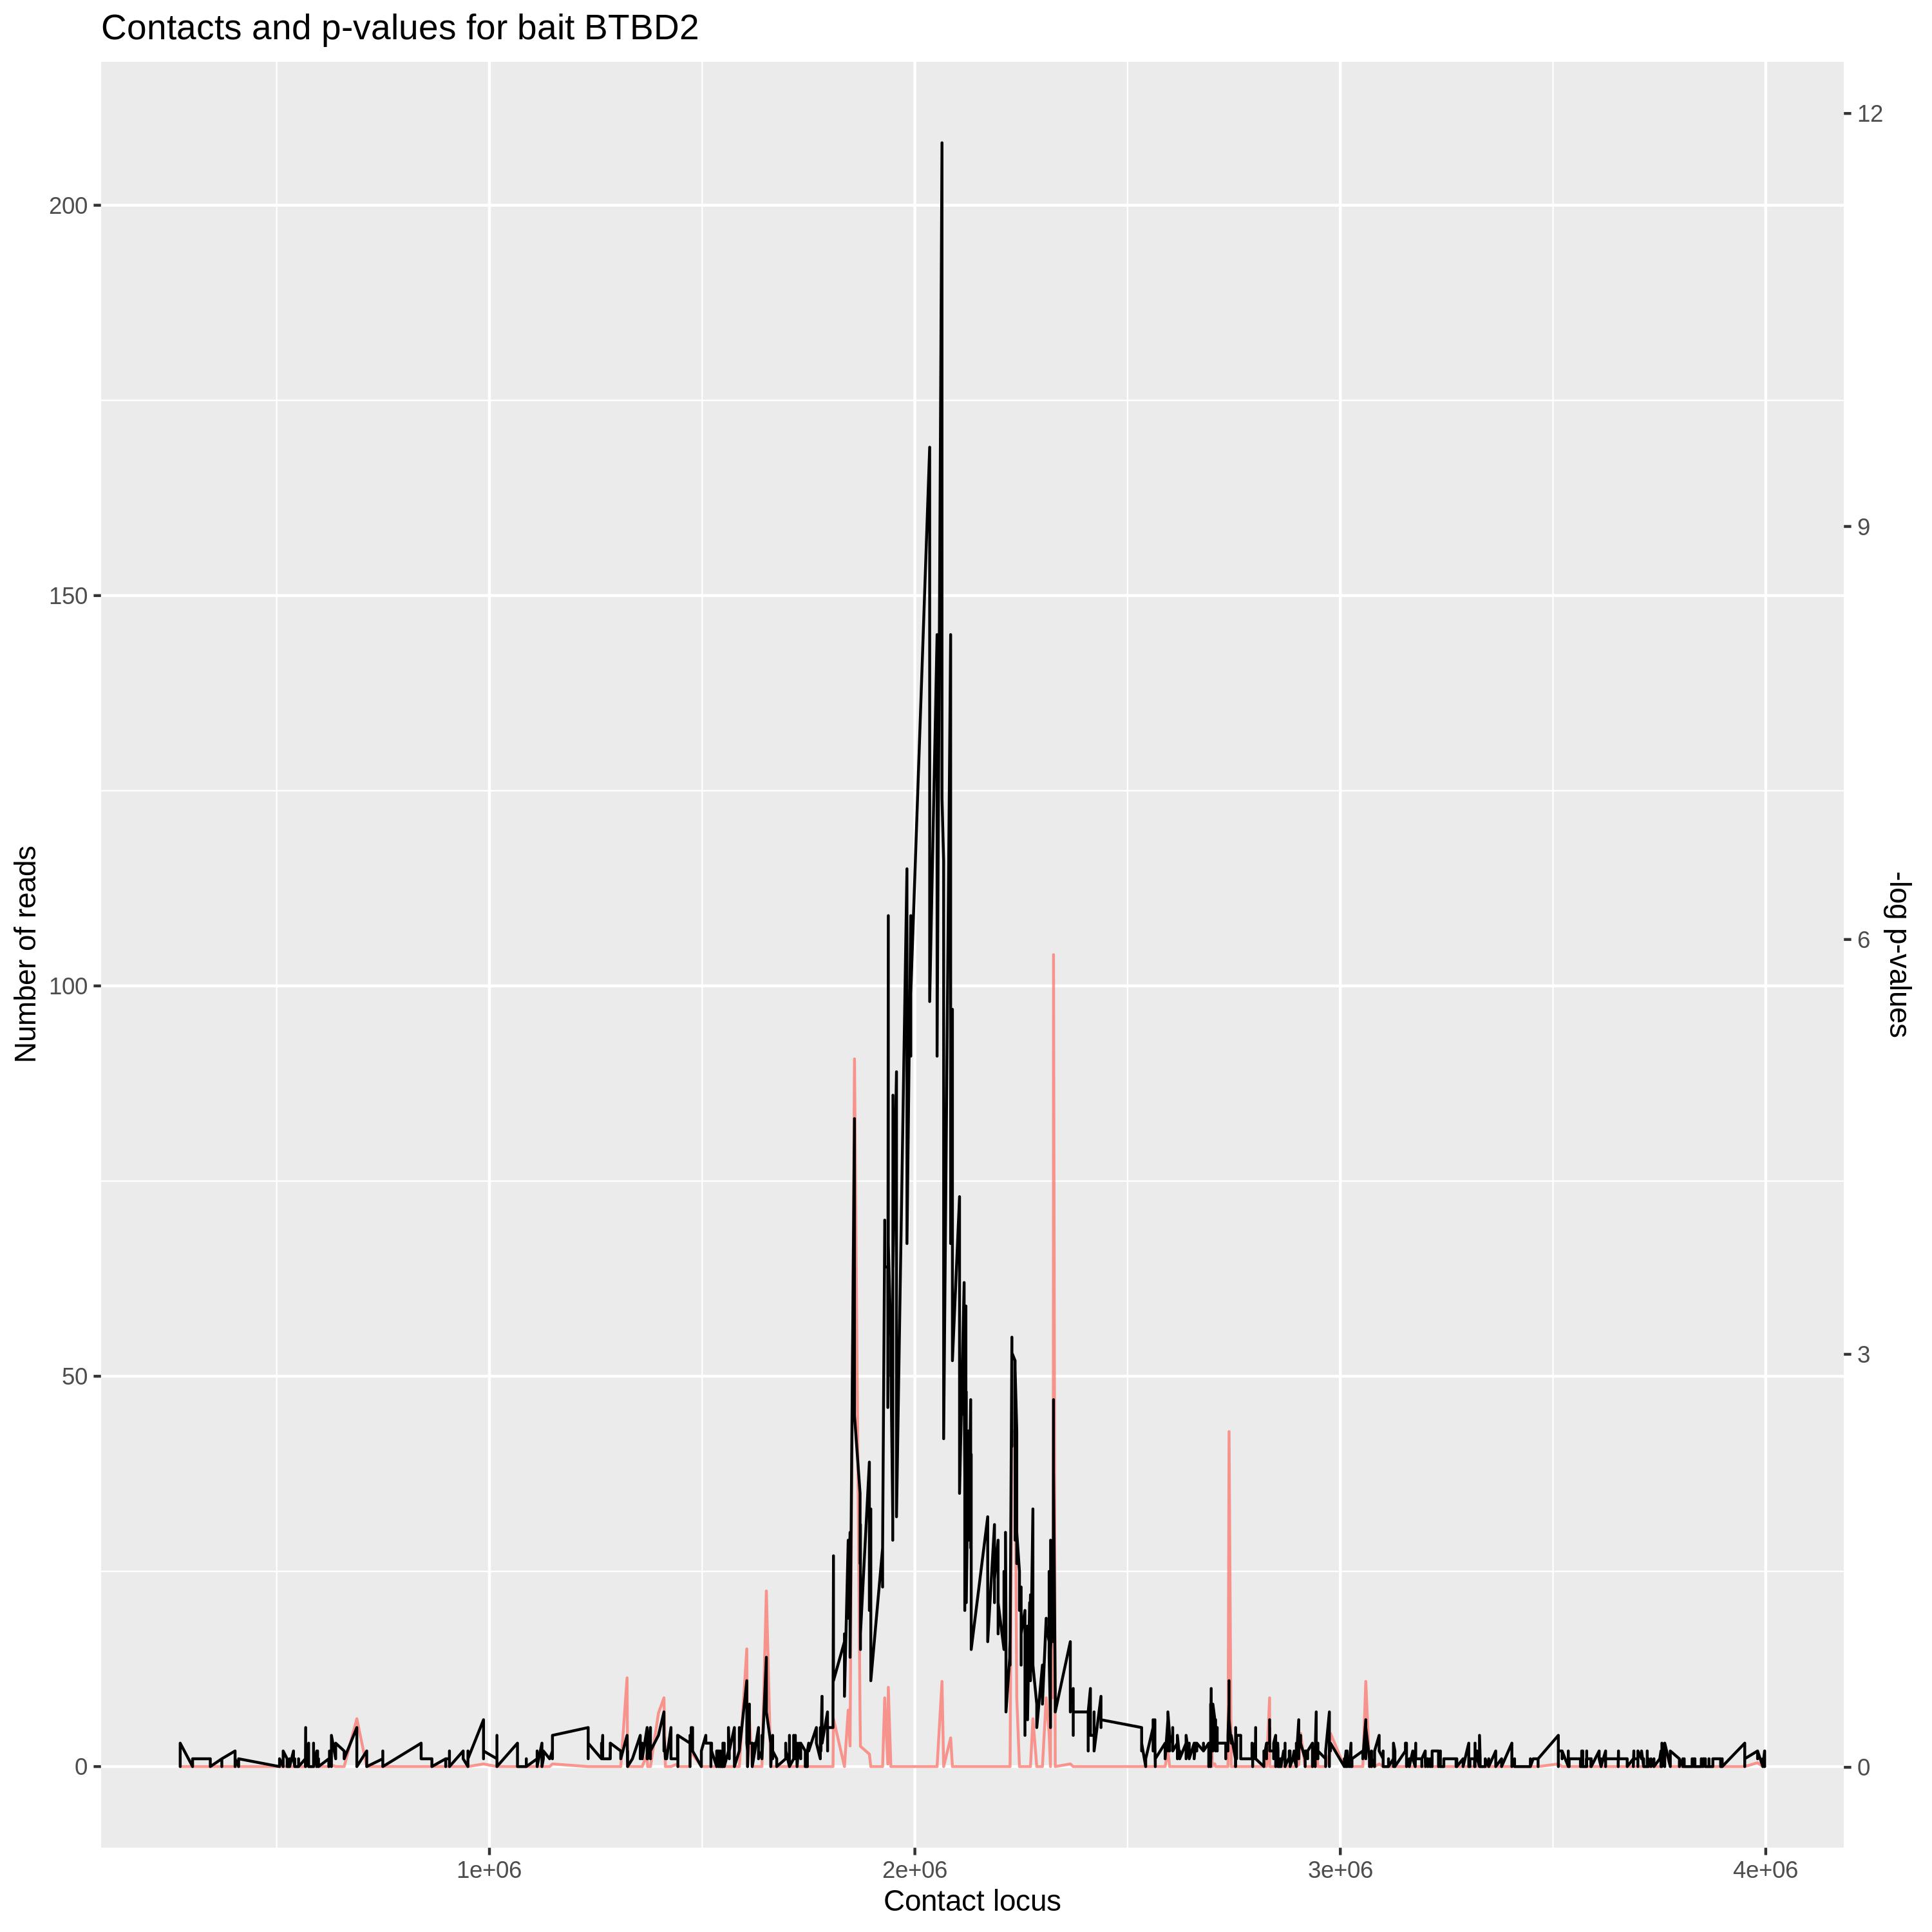 Contacts and p-values for bait BTBD2
200
150
100
50
0
12
9
6
3
0
Number of reads
-log p-values
1e+06
2e+06
3e+06
4e+06
Contact locus